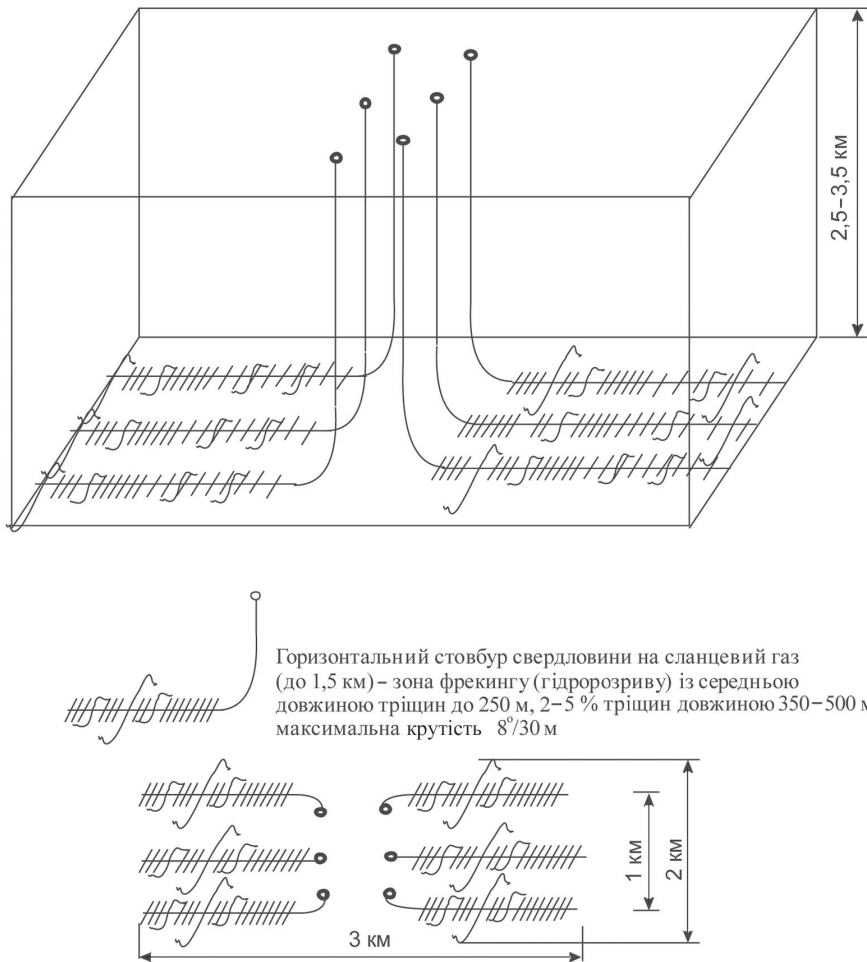 2,5–3,5 км
Горизонтальний стовбур свердловини на сланцевий газ
(до 1,5 км) – зона фрекингу (гідророзриву) із середньою
довжиною тріщин до 250 м, 2–5 % тріщин довжиною 350–500 м
максимальна крутість 8°/30 м
1 км
2 км
3 км